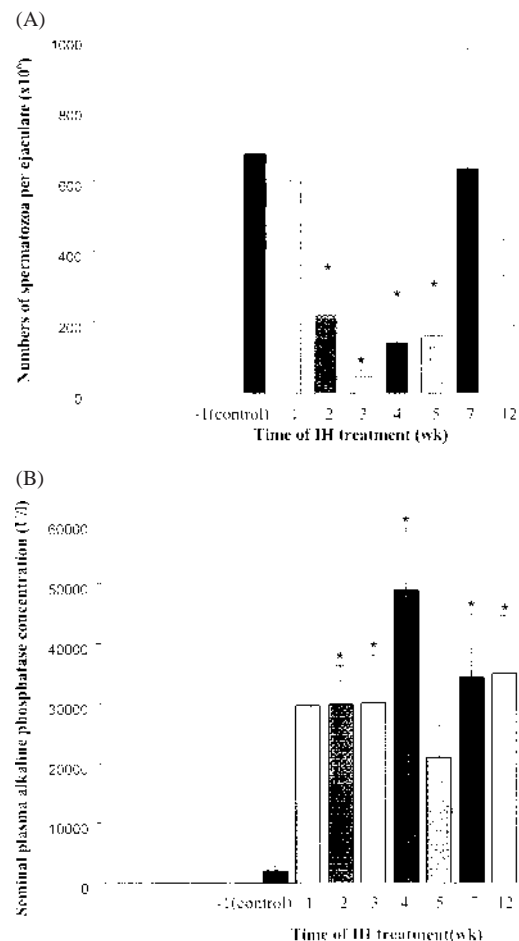 (A)
Numbers of spermatozoa per ejaculate (x10⁶)
1000
800
600
400
200
0
* * * *
-1(control) 1 2 3 4 5 7 12
Time of IH treatment (wk)
(B)
Seminal plasma alkaline phosphatase concentration (U/l)
60000
50000
40000
30000
20000
10000
0
* * * * *
-1(control) 1 2 3 4 5 7 12
Time of IH treatment(wk)